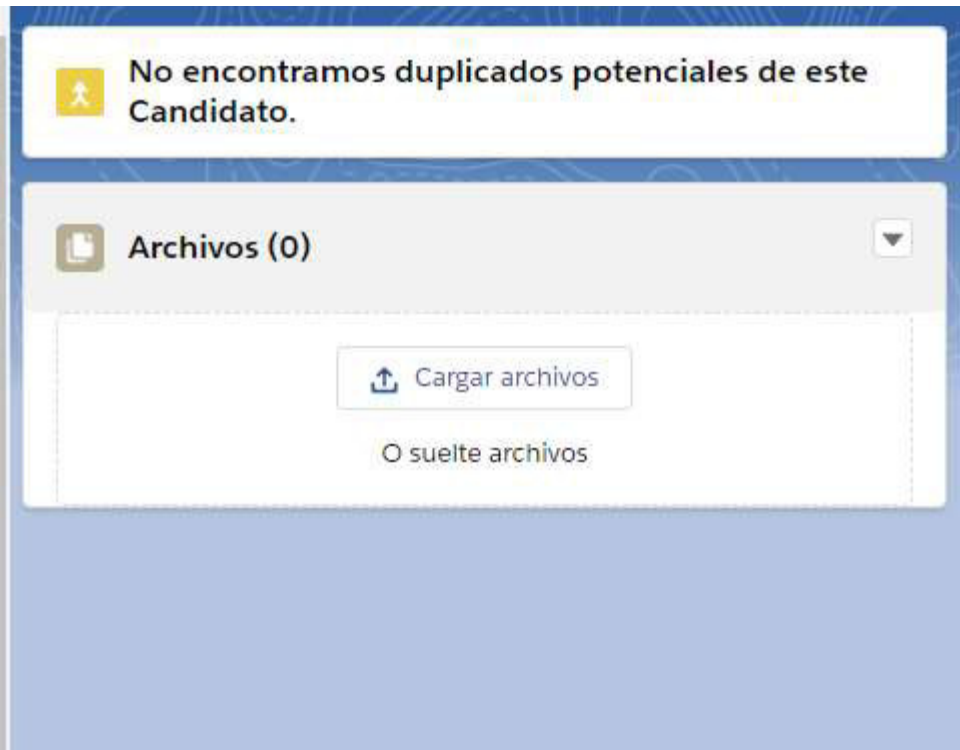 No encontramos duplicados potenciales de este
Candidato.
Archivos (0)
Cargar archivos
O suelte archivos